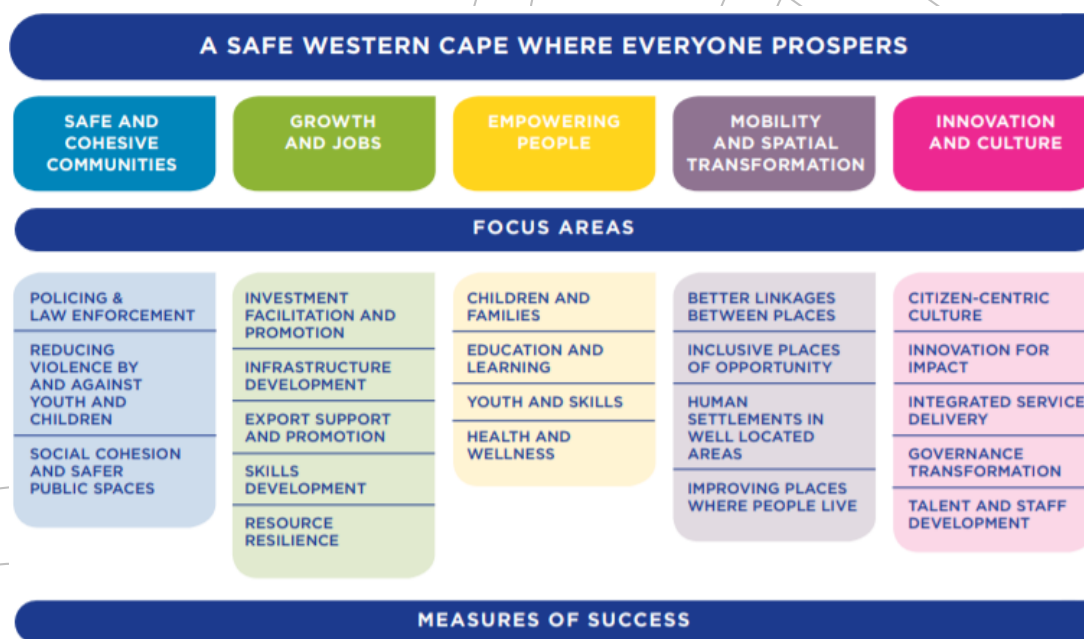 A SAFE WESTERN CAPE WHERE EVERYONE PROSPERS
SAFE AND
COHESIVE
COMMUNITIES
GROWTH
AND JOBS
EMPOWERING
PEOPLE
MOBILITY
AND SPATIAL
TRANSFORMATION
INNOVATION
AND CULTURE
FOCUS AREAS
POLICING &
LAW ENFORCEMENT
REDUCING
VIOLENCE BY
AND AGAINST
YOUTH AND
CHILDREN
SOCIAL COHESION
AND SAFER
PUBLIC SPACES
INVESTMENT
FACILITATION AND
PROMOTION
INFRASTRUCTURE
DEVELOPMENT
EXPORT SUPPORT
AND PROMOTION
SKILLS
DEVELOPMENT
RESOURCE
RESILIENCE
CHILDREN AND
FAMILIES
EDUCATION AND
LEARNING
YOUTH AND SKILLS
HEALTH AND
WELLNESS
BETTER LINKAGES
BETWEEN PLACES
INCLUSIVE PLACES
OF OPPORTUNITY
HUMAN
SETTLEMENTS IN
WELL LOCATED
AREAS
IMPROVING PLACES
WHERE PEOPLE LIVE
CITIZEN-CENTRIC
CULTURE
INNOVATION FOR
IMPACT
INTEGRATED SERVICE
DELIVERY
GOVERNANCE
TRANSFORMATION
TALENT AND STAFF
DEVELOPMENT
MEASURES OF SUCCESS